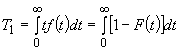 T₁ = ∫₀^∞ tf(t)dt = ∫₀^∞ [1 − F(t)]dt